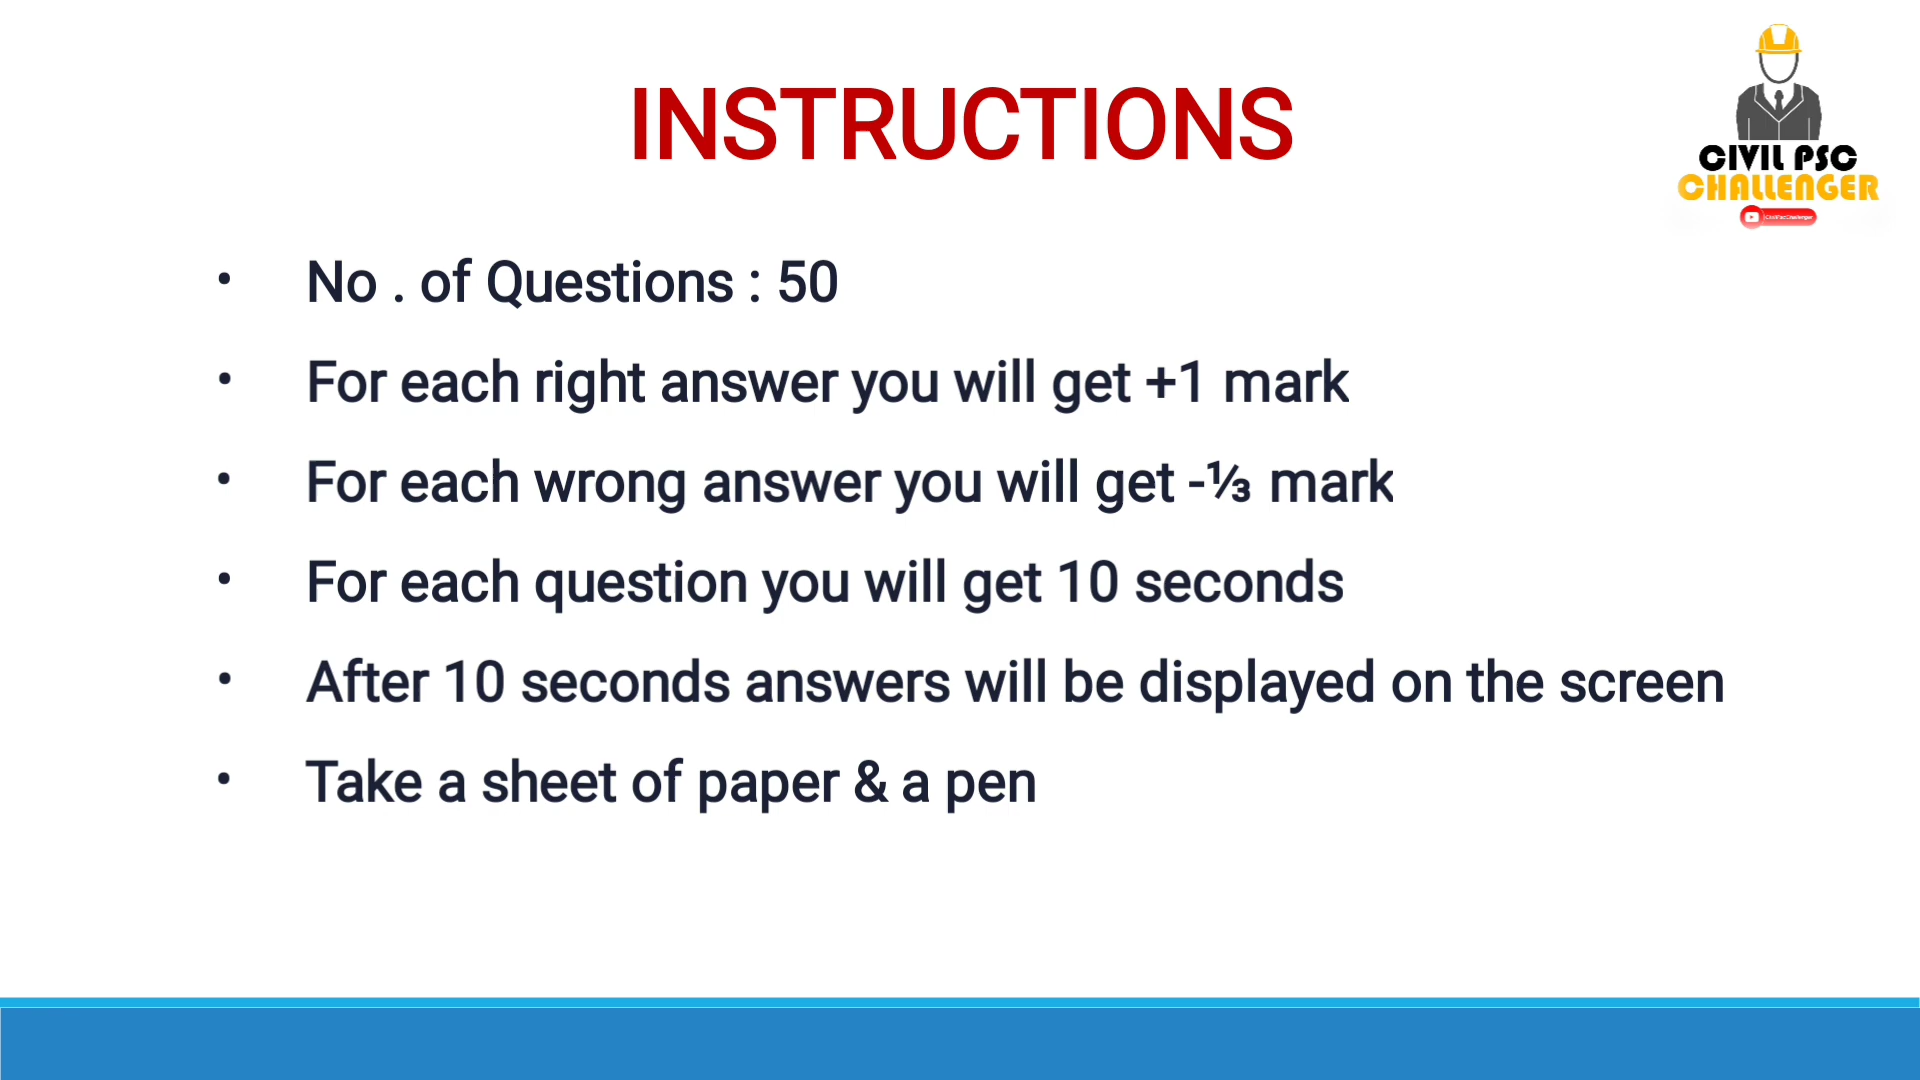 INSTRUCTIONS
CIVIL PSC
CHALLENGER
• No . of Questions : 50
• For each right answer you will get +1 mark
• For each wrong answer you will get -⅓ mark
• For each question you will get 10 seconds
• After 10 seconds answers will be displayed on the screen
• Take a sheet of paper & a pen